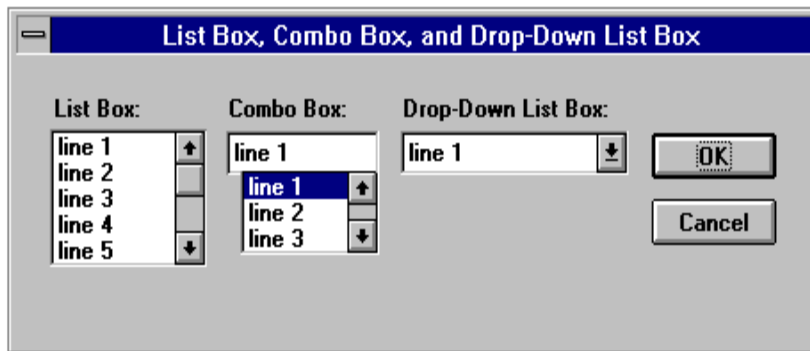 List Box, Combo Box, and Drop-Down List Box
List Box:
line 1
line 2
line 3
line 4
line 5
Combo Box:
line 1
line 1
line 2
line 3
Drop-Down List Box:
line 1
OK
Cancel